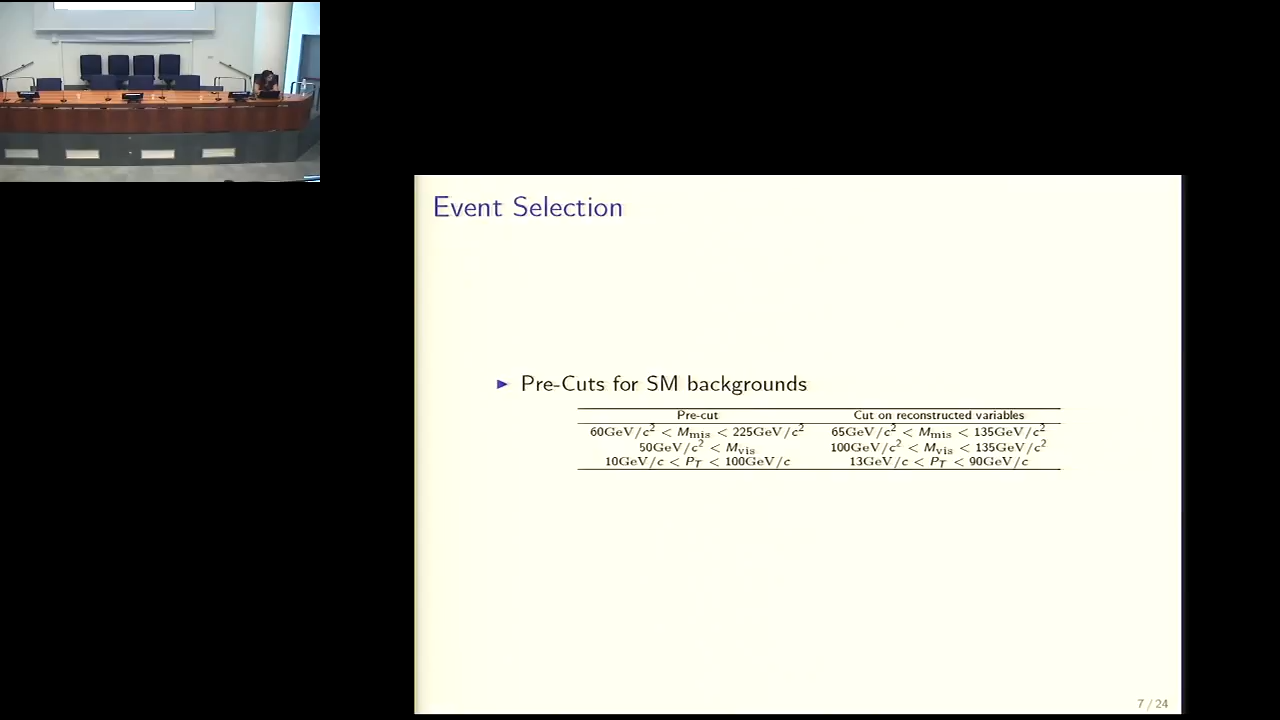 Event Selection
▶ Pre-Cuts for SM backgrounds
Pre-cut Cut on reconstructed variables
60GeV/c² < M_mis < 225GeV/c² 65GeV/c² < M_mis < 135GeV/c²
50GeV/c² < M_vis 100GeV/c² < M_vis < 135GeV/c²
10GeV/c < P_T < 100GeV/c 13GeV/c < P_T < 90GeV/c
7 / 24